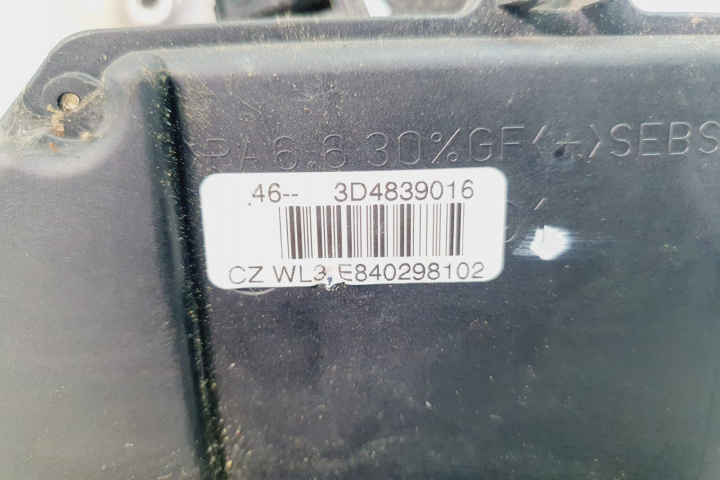 >PA6.6 30%GF<+>SEBS
46-- 3D4839016
CZ WL3 E840298102